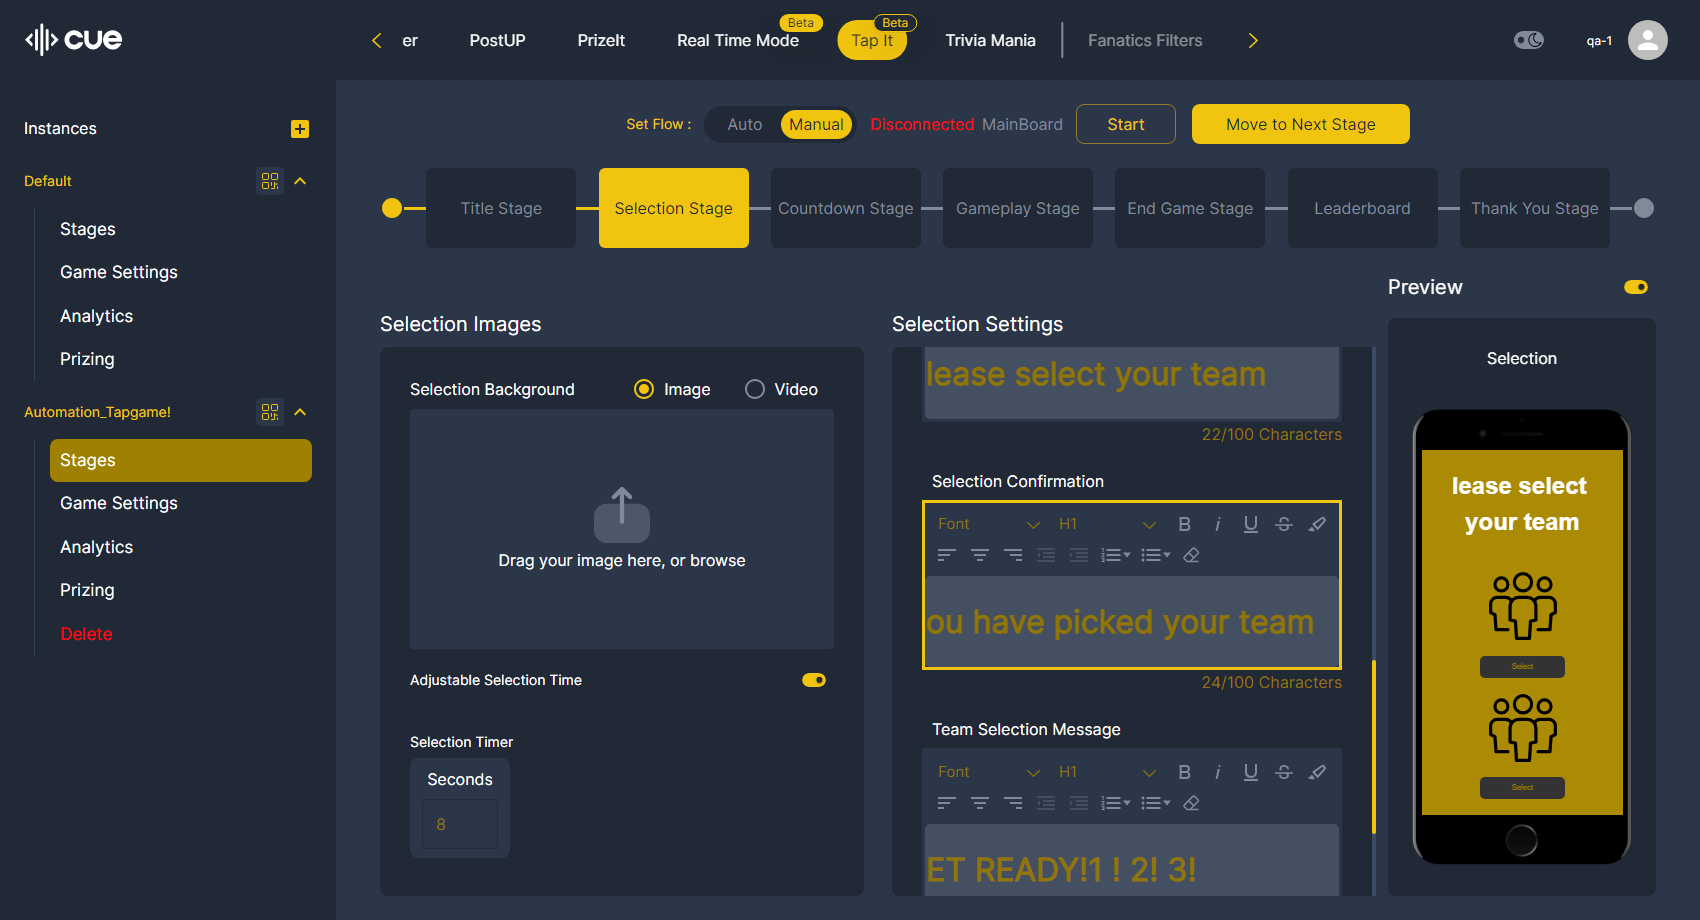 cue
er
PostUP
PrizeIt
Real Time Mode
Beta
Tap It
Beta
Trivia Mania
Fanatics Filters
qa-1
Instances
Default
Stages
Game Settings
Analytics
Prizing
Automation_Tapgame!
Stages
Game Settings
Analytics
Prizing
Delete
Set Flow :
Auto
Manual
Disconnected MainBoard
Start
Move to Next Stage
Title Stage
Selection Stage
Countdown Stage
Gameplay Stage
End Game Stage
Leaderboard
Thank You Stage
Selection Images
Selection Background
Image
Video
Drag your image here, or browse
Adjustable Selection Time
Selection Timer
Seconds
8
Selection Settings
lease select your team
22/100 Characters
Selection Confirmation
Font
H1
B
i
U
S
ou have picked your team
24/100 Characters
Team Selection Message
Font
H1
B
i
U
S
ET READY!1 ! 2! 3!
Preview
Selection
lease select
your team
Select
Select